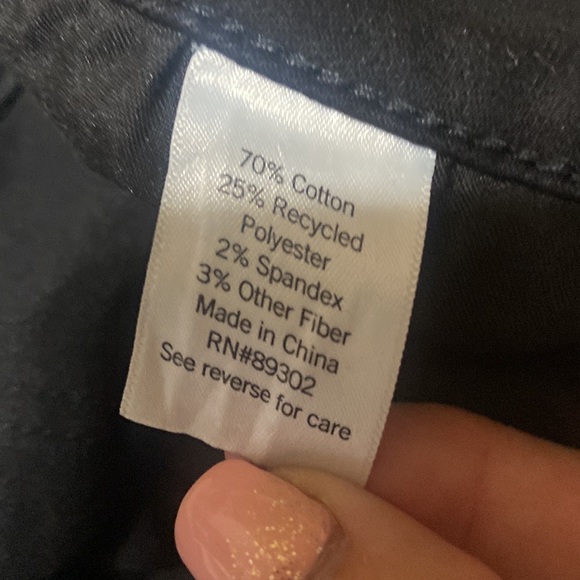 70% Cotton
25% Recycled
Polyester
2% Spandex
3% Other Fiber
Made in China
RN#89302
See reverse for care